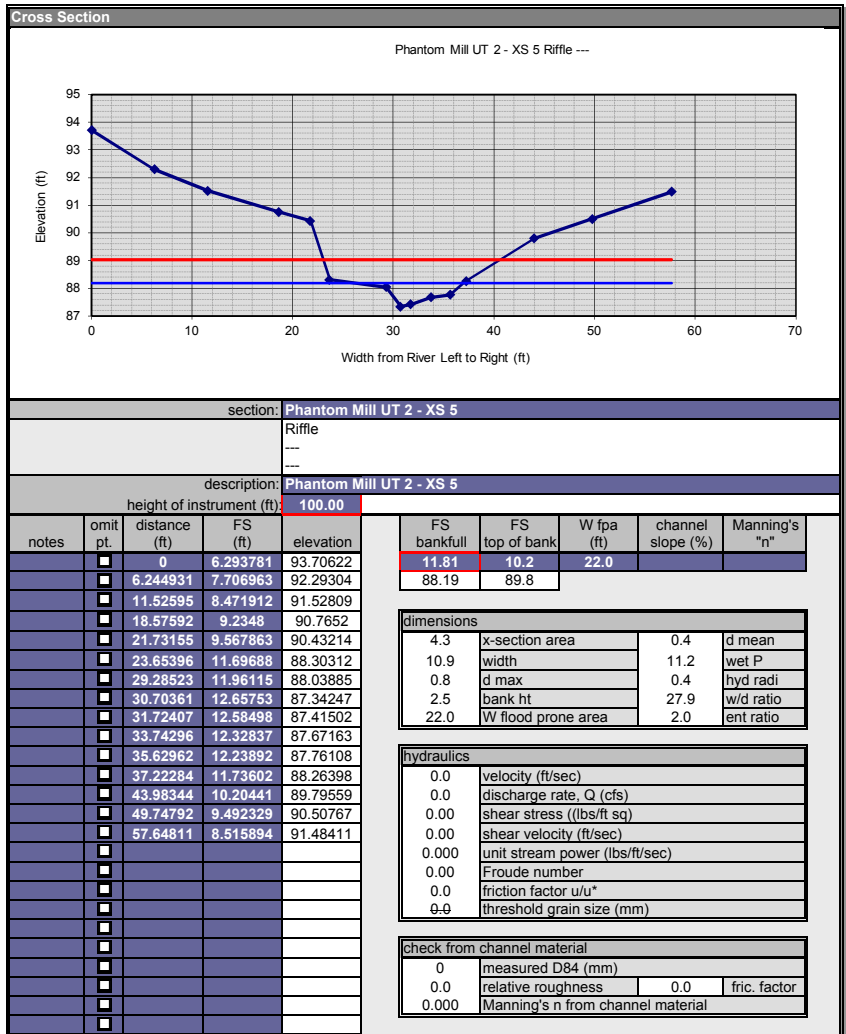 Cross Section
Phantom Mill UT 2 - XS 5 Riffle ---
95
94
93
92
91
90
89
88
87
Elevation (ft)
0 10 20 30 40 50 60 70
Width from River Left to Right (ft)
section: Phantom Mill UT 2 - XS 5
Riffle
---
---
description: Phantom Mill UT 2 - XS 5
height of instrument (ft): 100.00
notes omit pt. distance (ft) FS (ft) elevation
0 6.293781 93.70622
6.244931 7.706963 92.29304
11.52595 8.471912 91.52809
18.57592 9.2348 90.7652
21.73155 9.567863 90.43214
23.65396 11.69688 88.30312
29.28523 11.96115 88.03885
30.70361 12.65753 87.34247
31.72407 12.58498 87.41502
33.74296 12.32837 87.67163
35.62962 12.23892 87.76108
37.22284 11.73602 88.26398
43.98344 10.20441 89.79559
49.74792 9.492329 90.50767
57.64811 8.515894 91.48411
FS bankfull FS top of bank W fpa (ft) channel slope (%) Manning's "n"
11.81 10.2 22.0
88.19 89.8
dimensions
4.3 x-section area 0.4 d mean
10.9 width 11.2 wet P
0.8 d max 0.4 hyd radi
2.5 bank ht 27.9 w/d ratio
22.0 W flood prone area 2.0 ent ratio
hydraulics
0.0 velocity (ft/sec)
0.0 discharge rate, Q (cfs)
0.00 shear stress ((lbs/ft sq)
0.00 shear velocity (ft/sec)
0.000 unit stream power (lbs/ft/sec)
0.00 Froude number
0.0 friction factor u/u*
0.0 threshold grain size (mm)
check from channel material
0 measured D84 (mm)
0.0 relative roughness 0.0 fric. factor
0.000 Manning's n from channel material